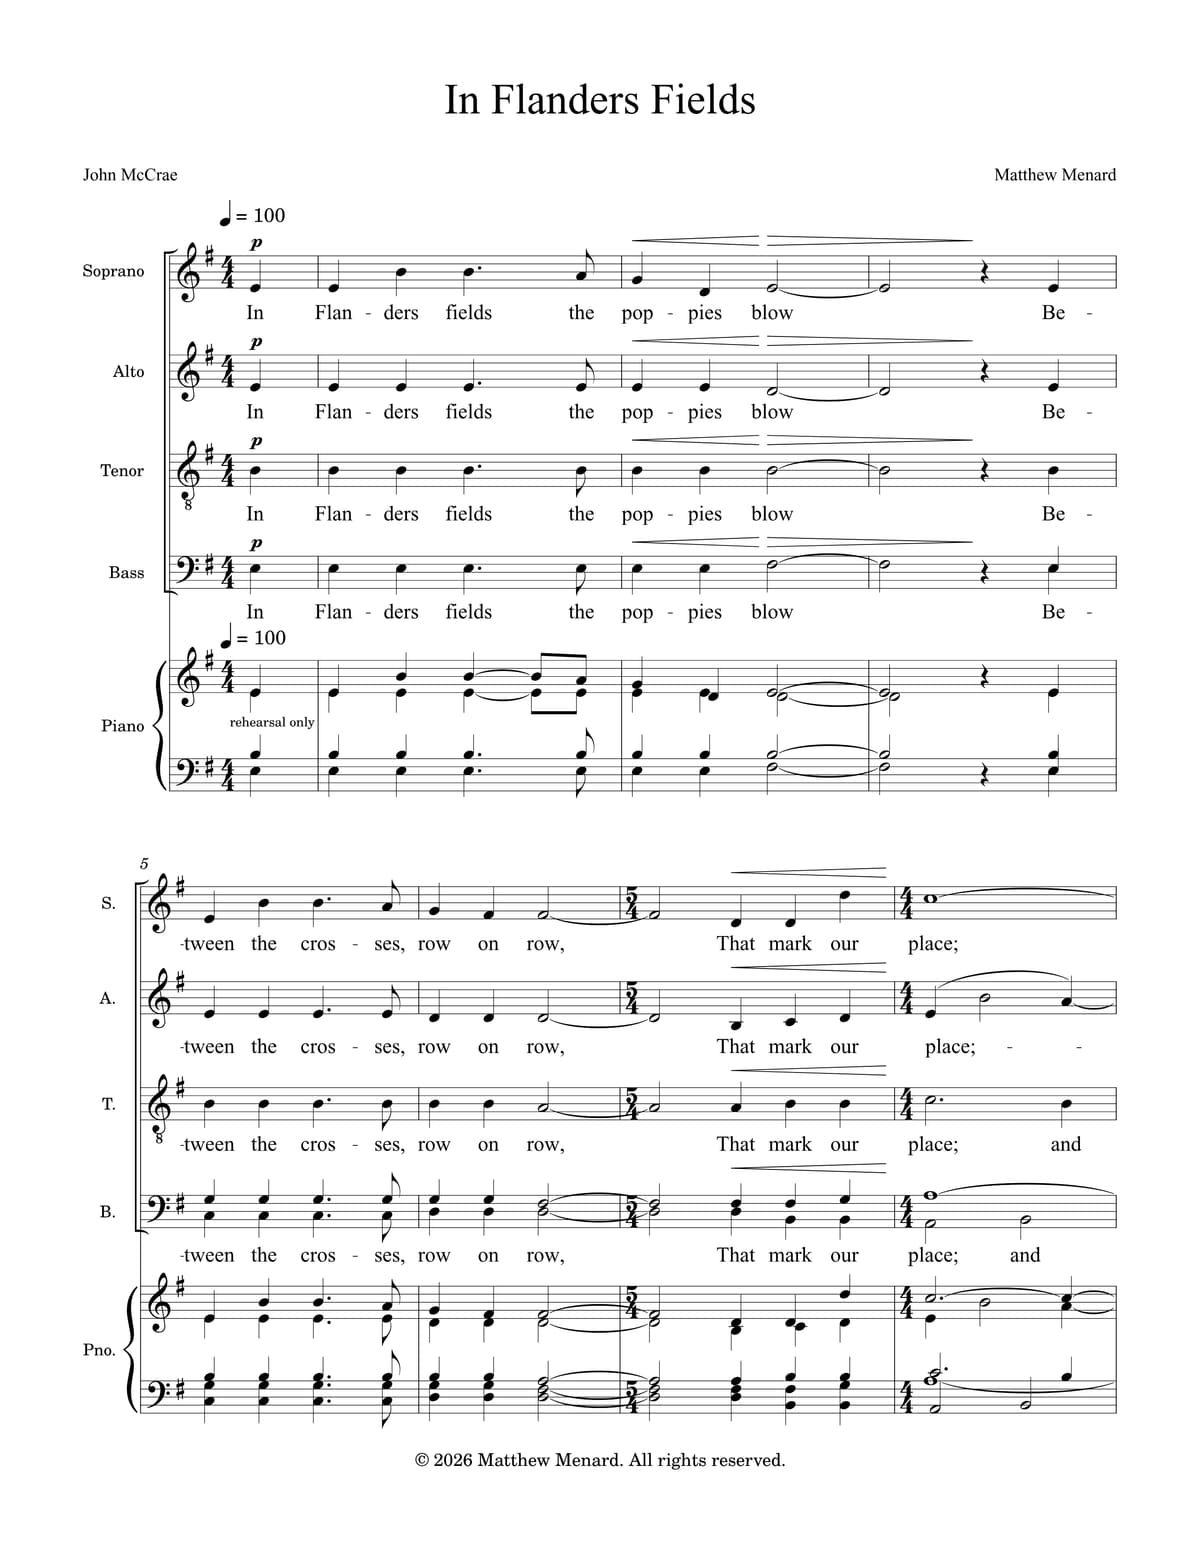 In Flanders Fields
John McCrae
Matthew Menard
♩ = 100
p
Soprano
In Flan - ders fields the pop - pies blow Be -
p
Alto
In Flan - ders fields the pop - pies blow Be -
p
Tenor
In Flan - ders fields the pop - pies blow Be -
p
Bass
In Flan - ders fields the pop - pies blow Be -
♩ = 100
Piano
rehearsal only
5
S.
-tween the cros - ses, row on row, That mark our place;
A.
-tween the cros - ses, row on row, That mark our place; - -
T.
-tween the cros - ses, row on row, That mark our place; and
B.
-tween the cros - ses, row on row, That mark our place; and
Pno.
© 2026 Matthew Menard. All rights reserved.